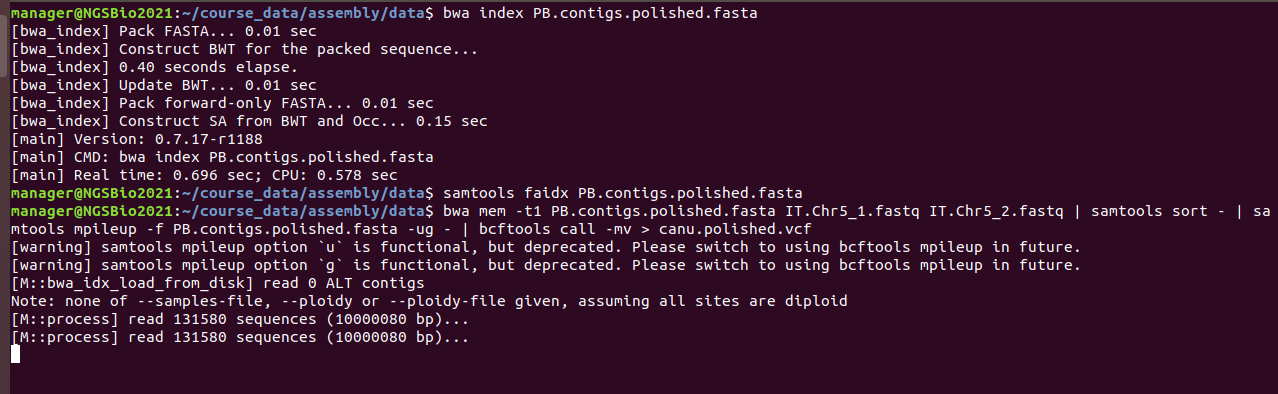 manager@NGSBio2021:~/course_data/assembly/data$ bwa index PB.contigs.polished.fasta
[bwa_index] Pack FASTA... 0.01 sec
[bwa_index] Construct BWT for the packed sequence...
[bwa_index] 0.40 seconds elapse.
[bwa_index] Update BWT... 0.01 sec
[bwa_index] Pack forward-only FASTA... 0.01 sec
[bwa_index] Construct SA from BWT and Occ... 0.15 sec
[main] Version: 0.7.17-r1188
[main] CMD: bwa index PB.contigs.polished.fasta
[main] Real time: 0.696 sec; CPU: 0.578 sec
manager@NGSBio2021:~/course_data/assembly/data$ samtools faidx PB.contigs.polished.fasta
manager@NGSBio2021:~/course_data/assembly/data$ bwa mem -t1 PB.contigs.polished.fasta IT.Chr5_1.fastq IT.Chr5_2.fastq | samtools sort - | sa
mtools mpileup -f PB.contigs.polished.fasta -ug - | bcftools call -mv > canu.polished.vcf
[warning] samtools mpileup option `u` is functional, but deprecated. Please switch to using bcftools mpileup in future.
[warning] samtools mpileup option `g` is functional, but deprecated. Please switch to using bcftools mpileup in future.
[M::bwa_idx_load_from_disk] read 0 ALT contigs
Note: none of --samples-file, --ploidy or --ploidy-file given, assuming all sites are diploid
[M::process] read 131580 sequences (10000080 bp)...
[M::process] read 131580 sequences (10000080 bp)...